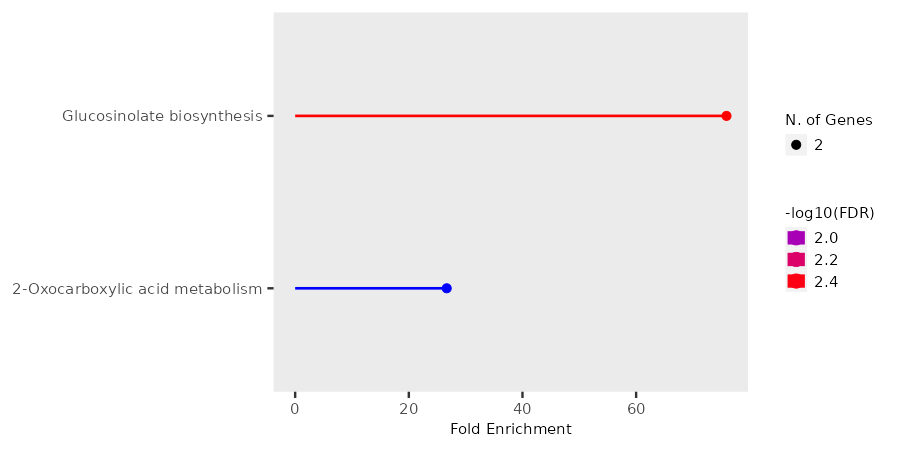 Glucosinolate biosynthesis
2-Oxocarboxylic acid metabolism
0 20 40 60
Fold Enrichment
N. of Genes
2
-log10(FDR)
2.0
2.2
2.4